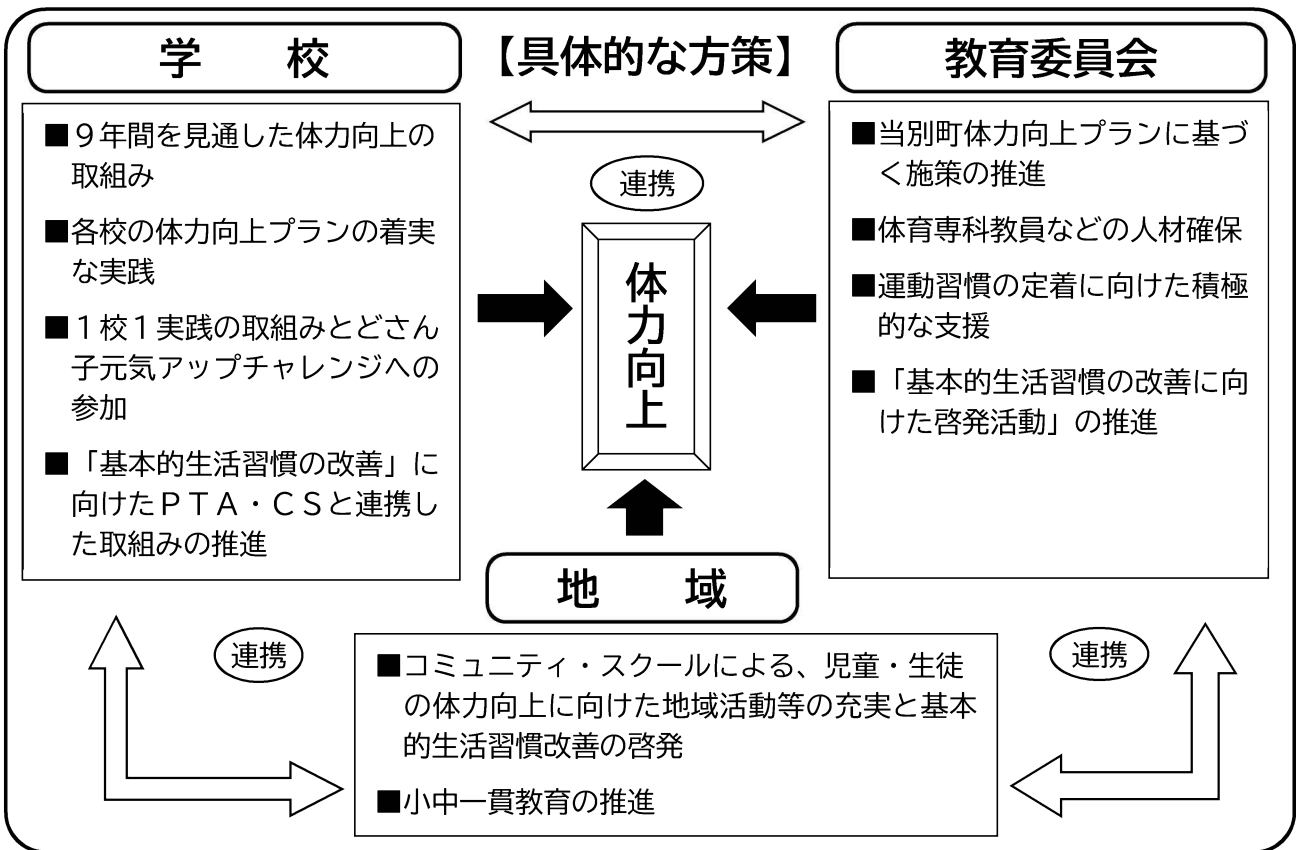 【具体的な方策】
学　　校
■９年間を見通した体力向上の
取組み
■各校の体力向上プランの着実
な実践
■１校１実践の取組みとどさん
子元気アップチャレンジへの
参加
■「基本的生活習慣の改善」に
向けたＰＴＡ・ＣＳと連携し
た取組みの推進
連携
体力向上
教育委員会
■当別町体力向上プランに基づ
く施策の推進
■体育専科教員などの人材確保
■運動習慣の定着に向けた積極
的な支援
■「基本的生活習慣の改善に向
けた啓発活動」の推進
地　　域
連携
■コミュニティ・スクールによる、児童・生徒
の体力向上に向けた地域活動等の充実と基本
的生活習慣改善の啓発
■小中一貫教育の推進
連携